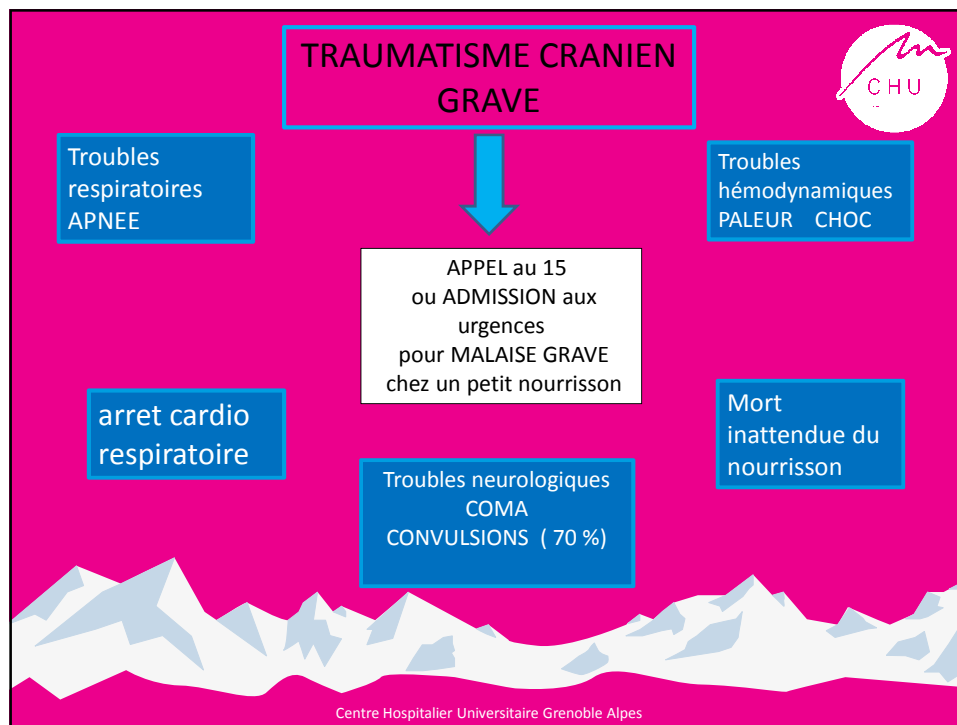 TRAUMATISME CRANIEN
GRAVE
CHU
Troubles
respiratoires
APNEE
Troubles
hémodynamiques
PALEUR CHOC
APPEL au 15
ou ADMISSION aux
urgences
pour MALAISE GRAVE
chez un petit nourrisson
arret cardio
respiratoire
Mort
inattendue du
nourrisson
Troubles neurologiques
COMA
CONVULSIONS ( 70 %)
Centre Hospitalier Universitaire Grenoble Alpes